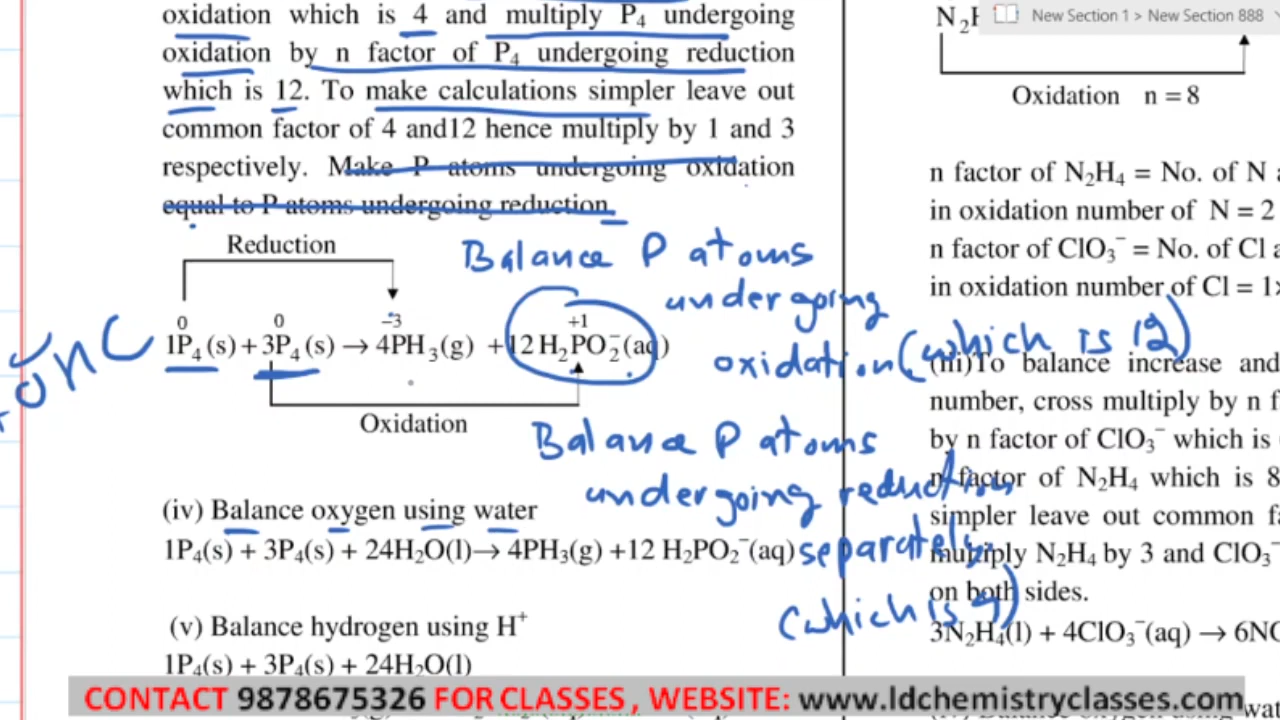 oxidation which is 4 and multiply P₄ undergoing
oxidation by n factor of P₄ undergoing reduction
which is 12. To make calculations simpler leave out
common factor of 4 and12 hence multiply by 1 and 3
respectively. Make P atoms undergoing oxidation
equal to P atoms undergoing reduction.
Reduction
0 0 −3 +1
1P₄(s) + 3P₄(s) → 4PH₃(g) +12 H₂PO₂⁻(aq)
Oxidation
Balance P atoms
undergoing
oxidation (which is 12)
Balance P atoms
undergoing reduction
separately
(iv) Balance oxygen using water
1P₄(s) + 3P₄(s) + 24H₂O(l)→ 4PH₃(g) +12 H₂PO₂⁻(aq)
(v) Balance hydrogen using H⁺
1P₄(s) + 3P₄(s) + 24H₂O(l)
New Section 1 > New Section 888
Oxidation n = 8
n factor of N₂H₄ = No. of N
in oxidation number of N = 2
n factor of ClO₃⁻ = No. of Cl
in oxidation number of Cl = 1×
(iii)To balance increase and
number, cross multiply by n f
by n factor of ClO₃⁻ which is
n factor of N₂H₄ which is 8
simpler leave out common fa
multiply N₂H₄ by 3 and ClO₃⁻
on both sides.
3N₂H₄(l) + 4ClO₃⁻(aq) → 6NO
CONTACT 9878675326 FOR CLASSES , WEBSITE: www.ldchemistryclasses.com